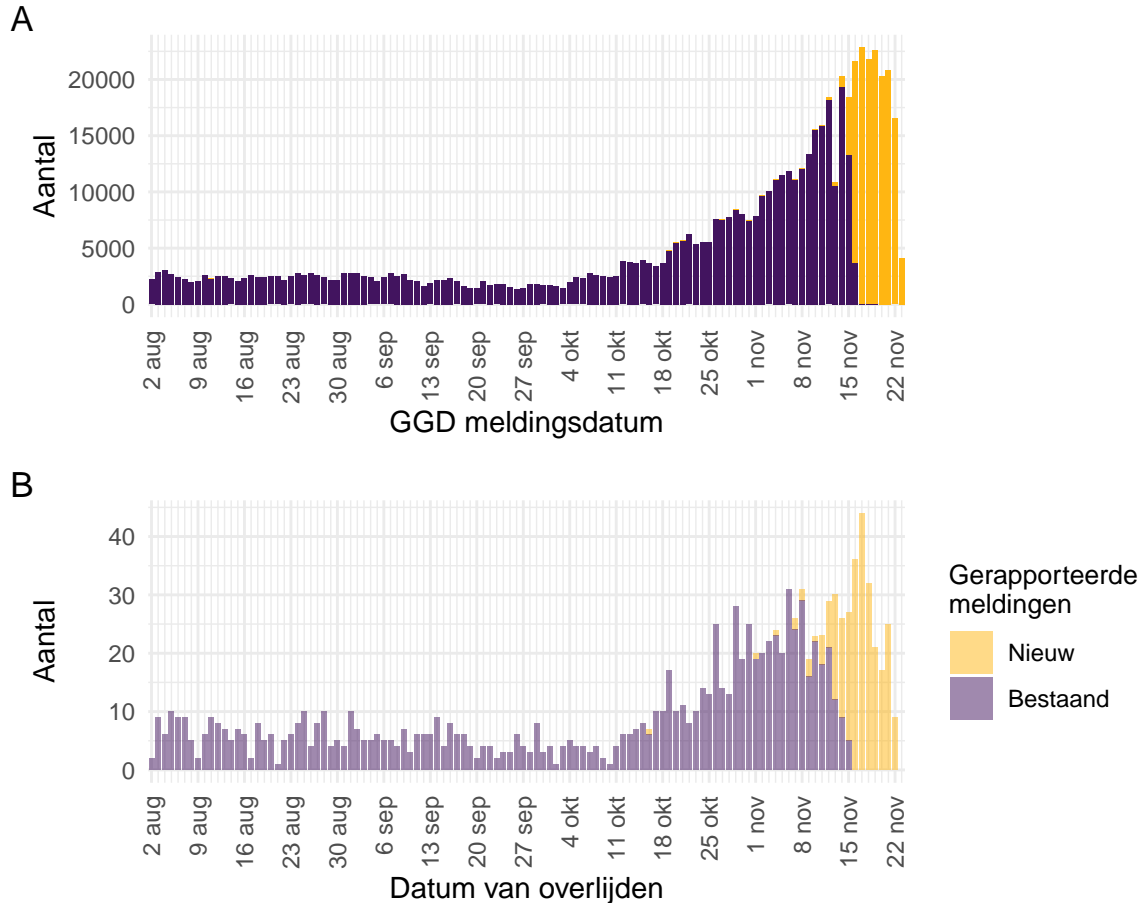 A
20000
15000
10000
5000
0
Aantal
2 aug
9 aug
16 aug
23 aug
30 aug
6 sep
13 sep
20 sep
27 sep
4 okt
11 okt
18 okt
25 okt
1 nov
8 nov
15 nov
22 nov
GGD meldingsdatum
B
40
30
20
10
0
Aantal
2 aug
9 aug
16 aug
23 aug
30 aug
6 sep
13 sep
20 sep
27 sep
4 okt
11 okt
18 okt
25 okt
1 nov
8 nov
15 nov
22 nov
Datum van overlijden
Gerapporteerde
meldingen
Nieuw
Bestaand